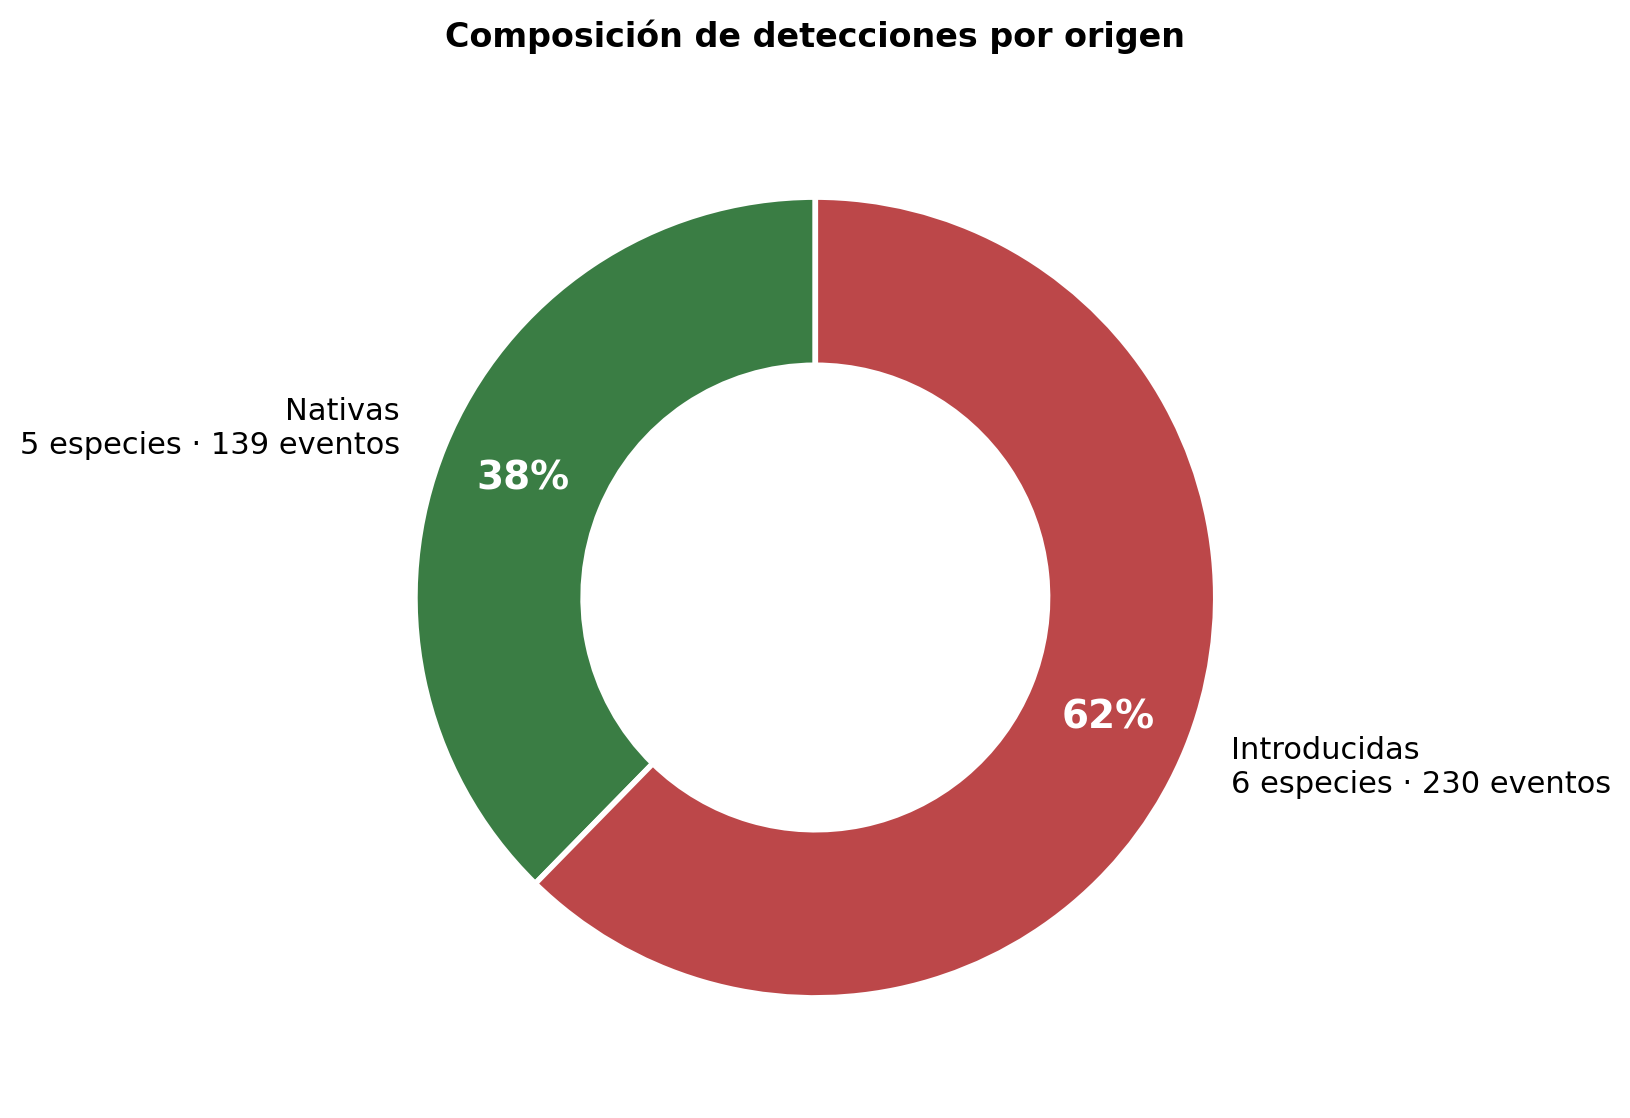 Composición de detecciones por origen
Nativas
5 especies · 139 eventos
38%
62%
Introducidas
6 especies · 230 eventos